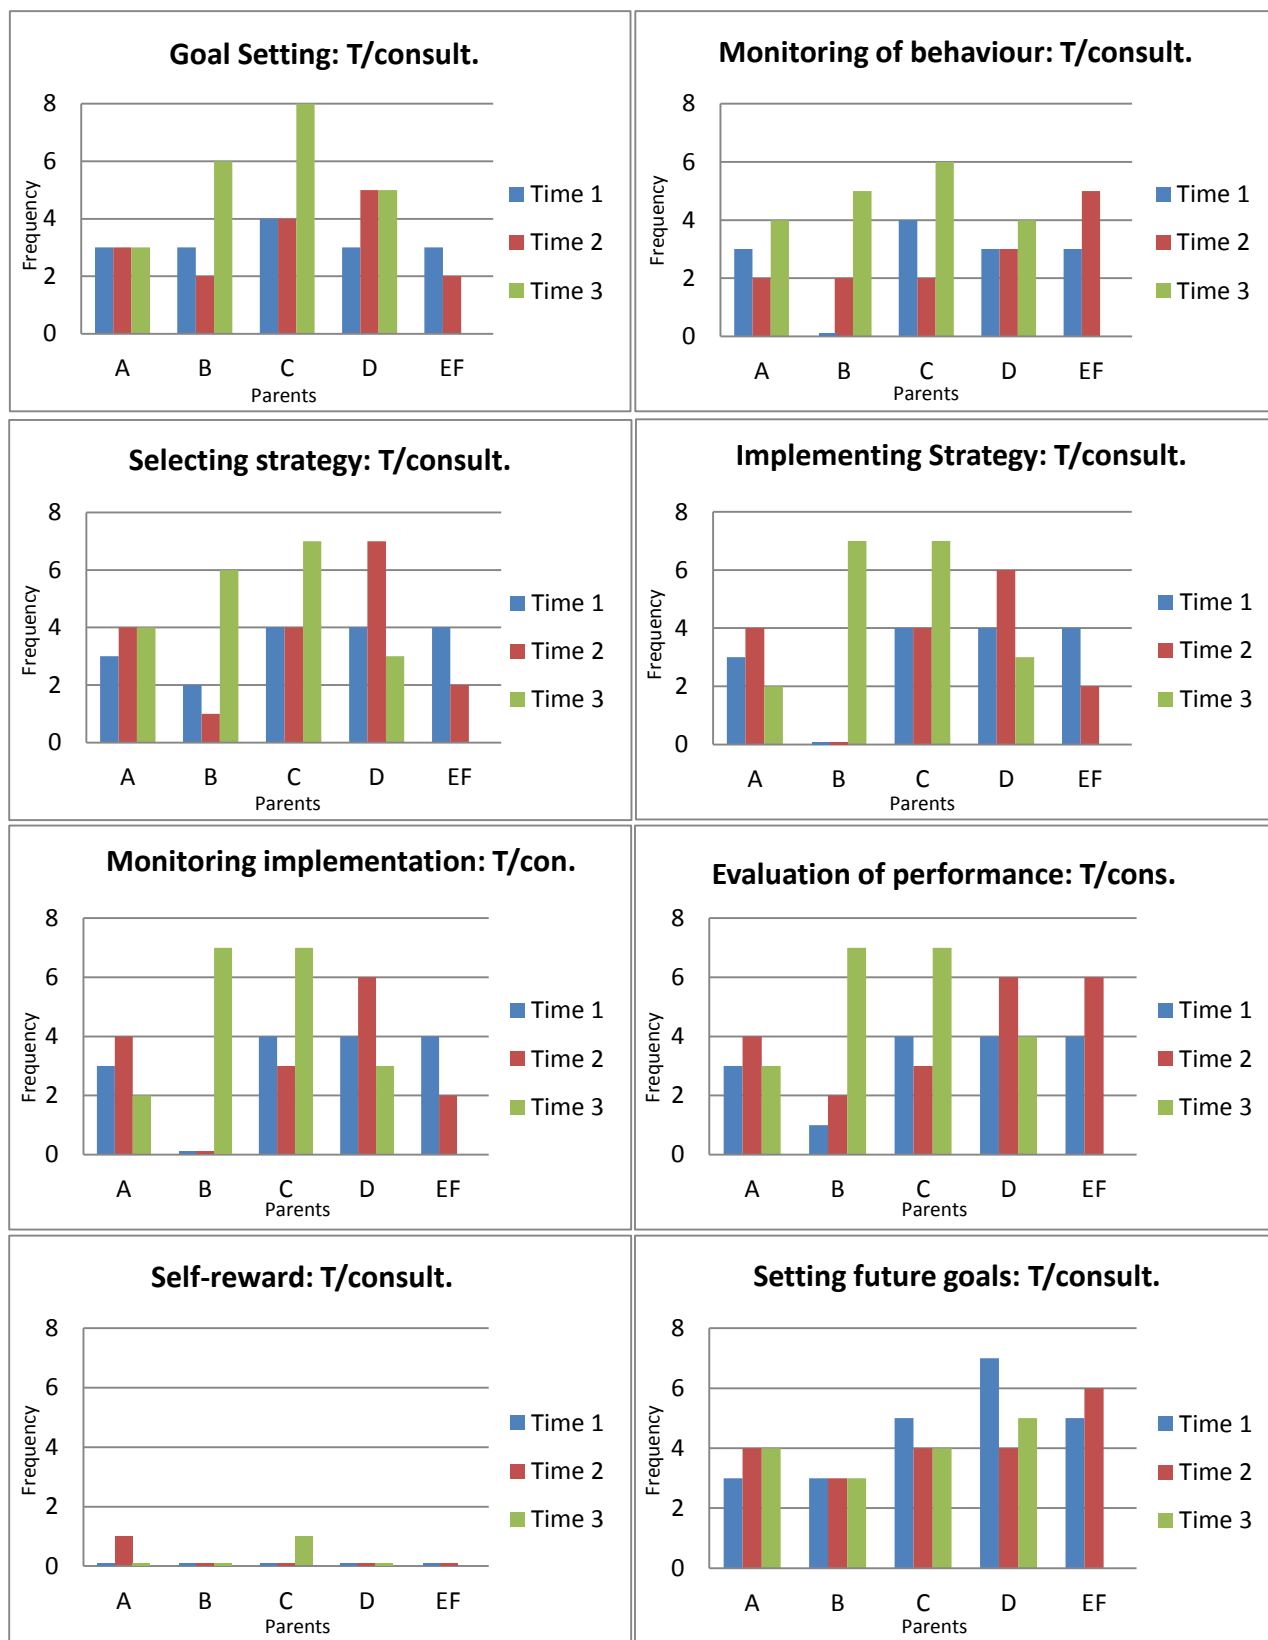 Goal Setting: T/consult.
8
6
4
2
0
Frequency
A B C D EF
Parents
Time 1
Time 2
Time 3
Monitoring of behaviour: T/consult.
8
6
4
2
0
Frequency
A B C D EF
Parents
Time 1
Time 2
Time 3
Selecting strategy: T/consult.
8
6
4
2
0
Frequency
A B C D EF
Parents
Time 1
Time 2
Time 3
Implementing Strategy: T/consult.
8
6
4
2
0
Frequency
A B C D EF
Parents
Time 1
Time 2
Time 3
Monitoring implementation: T/con.
8
6
4
2
0
Frequency
A B C D EF
Parents
Time 1
Time 2
Time 3
Evaluation of performance: T/cons.
8
6
4
2
0
Frequency
A B C D EF
Parents
Time 1
Time 2
Time 3
Self-reward: T/consult.
8
6
4
2
0
Frequency
A B C D EF
Parents
Time 1
Time 2
Time 3
Setting future goals: T/consult.
8
6
4
2
0
Frequency
A B C D EF
Parents
Time 1
Time 2
Time 3